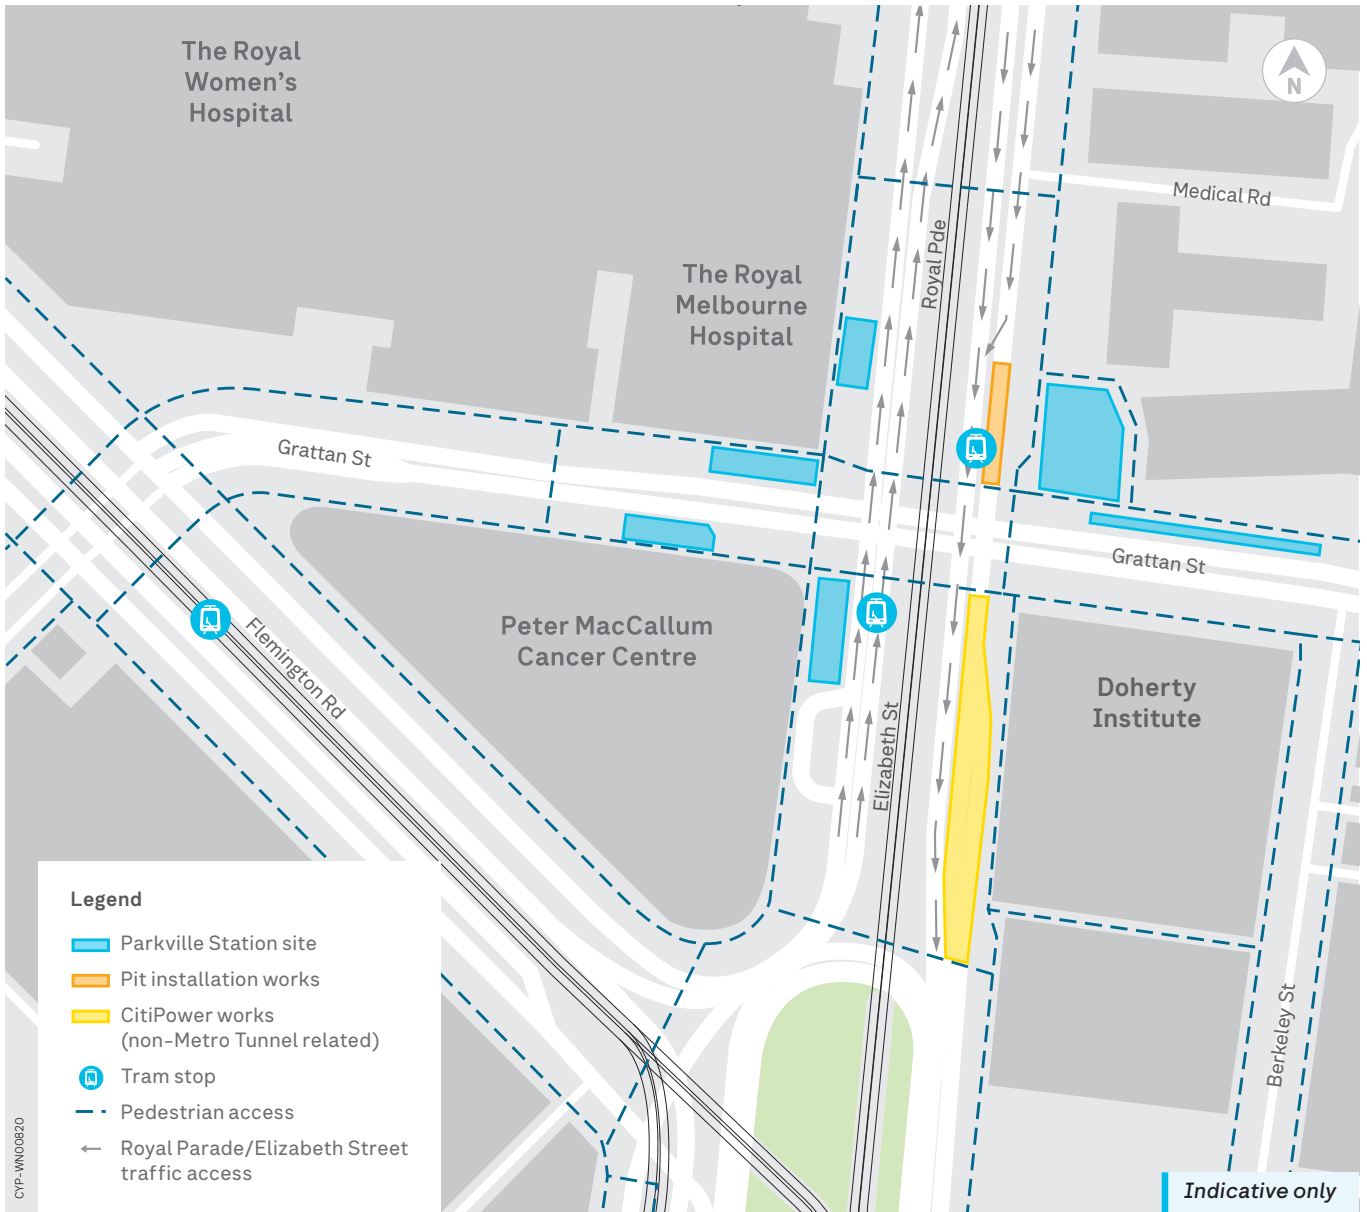 The Royal
Women's
Hospital
N
Medical Rd
Royal Pde
The Royal
Melbourne
Hospital
Grattan St
Grattan St
Peter MacCallum
Cancer Centre
Flemington Rd
Elizabeth St
Doherty
Institute
Berkeley St
Legend
Parkville Station site
Pit installation works
CitiPower works
(non-Metro Tunnel related)
Tram stop
Pedestrian access
Royal Parade/Elizabeth Street
traffic access
CYP-WN00820
Indicative only